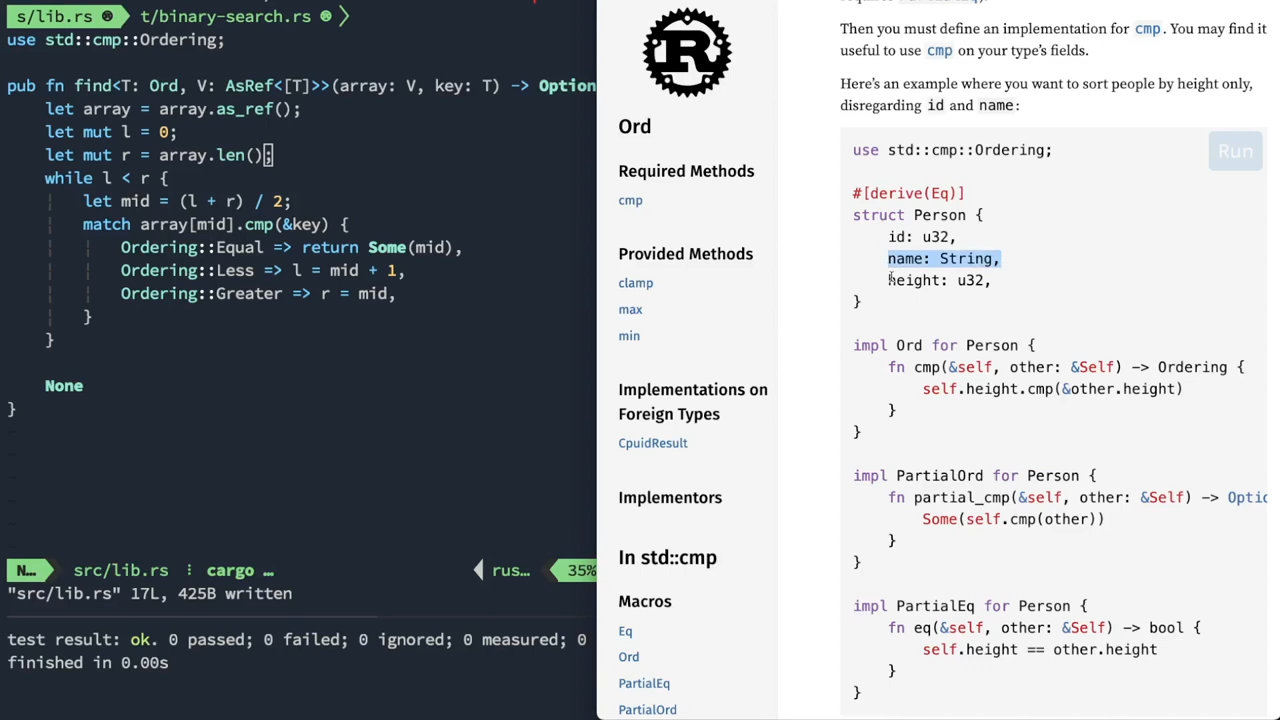 s/lib.rs
t/binary-search.rs
use std::cmp::Ordering;
pub fn find<T: Ord, V: AsRef<[T]>>(array: V, key: T) -> Option
let array = array.as_ref();
let mut l = 0;
let mut r = array.len();
while l < r {
let mid = (l + r) / 2;
match array[mid].cmp(&key) {
Ordering::Equal => return Some(mid),
Ordering::Less => l = mid + 1,
Ordering::Greater => r = mid,
}
}
None
}
N… src/lib.rs ⋮ cargo … rus… 35%
"src/lib.rs" 17L, 425B written
test result: ok. 0 passed; 0 failed; 0 ignored; 0 measured; 0
finished in 0.00s
R
Ord
Required Methods
cmp
Provided Methods
clamp
max
min
Implementations on
Foreign Types
CpuidResult
Implementors
In std::cmp
Macros
Eq
Ord
PartialEq
PartialOrd
Then you must define an implementation for cmp. You may find it
useful to use cmp on your type’s fields.
Here’s an example where you want to sort people by height only,
disregarding id and name:
Run
use std::cmp::Ordering;
#[derive(Eq)]
struct Person {
id: u32,
name: String,
height: u32,
}
impl Ord for Person {
fn cmp(&self, other: &Self) -> Ordering {
self.height.cmp(&other.height)
}
}
impl PartialOrd for Person {
fn partial_cmp(&self, other: &Self) -> Optio
Some(self.cmp(other))
}
}
impl PartialEq for Person {
fn eq(&self, other: &Self) -> bool {
self.height == other.height
}
}